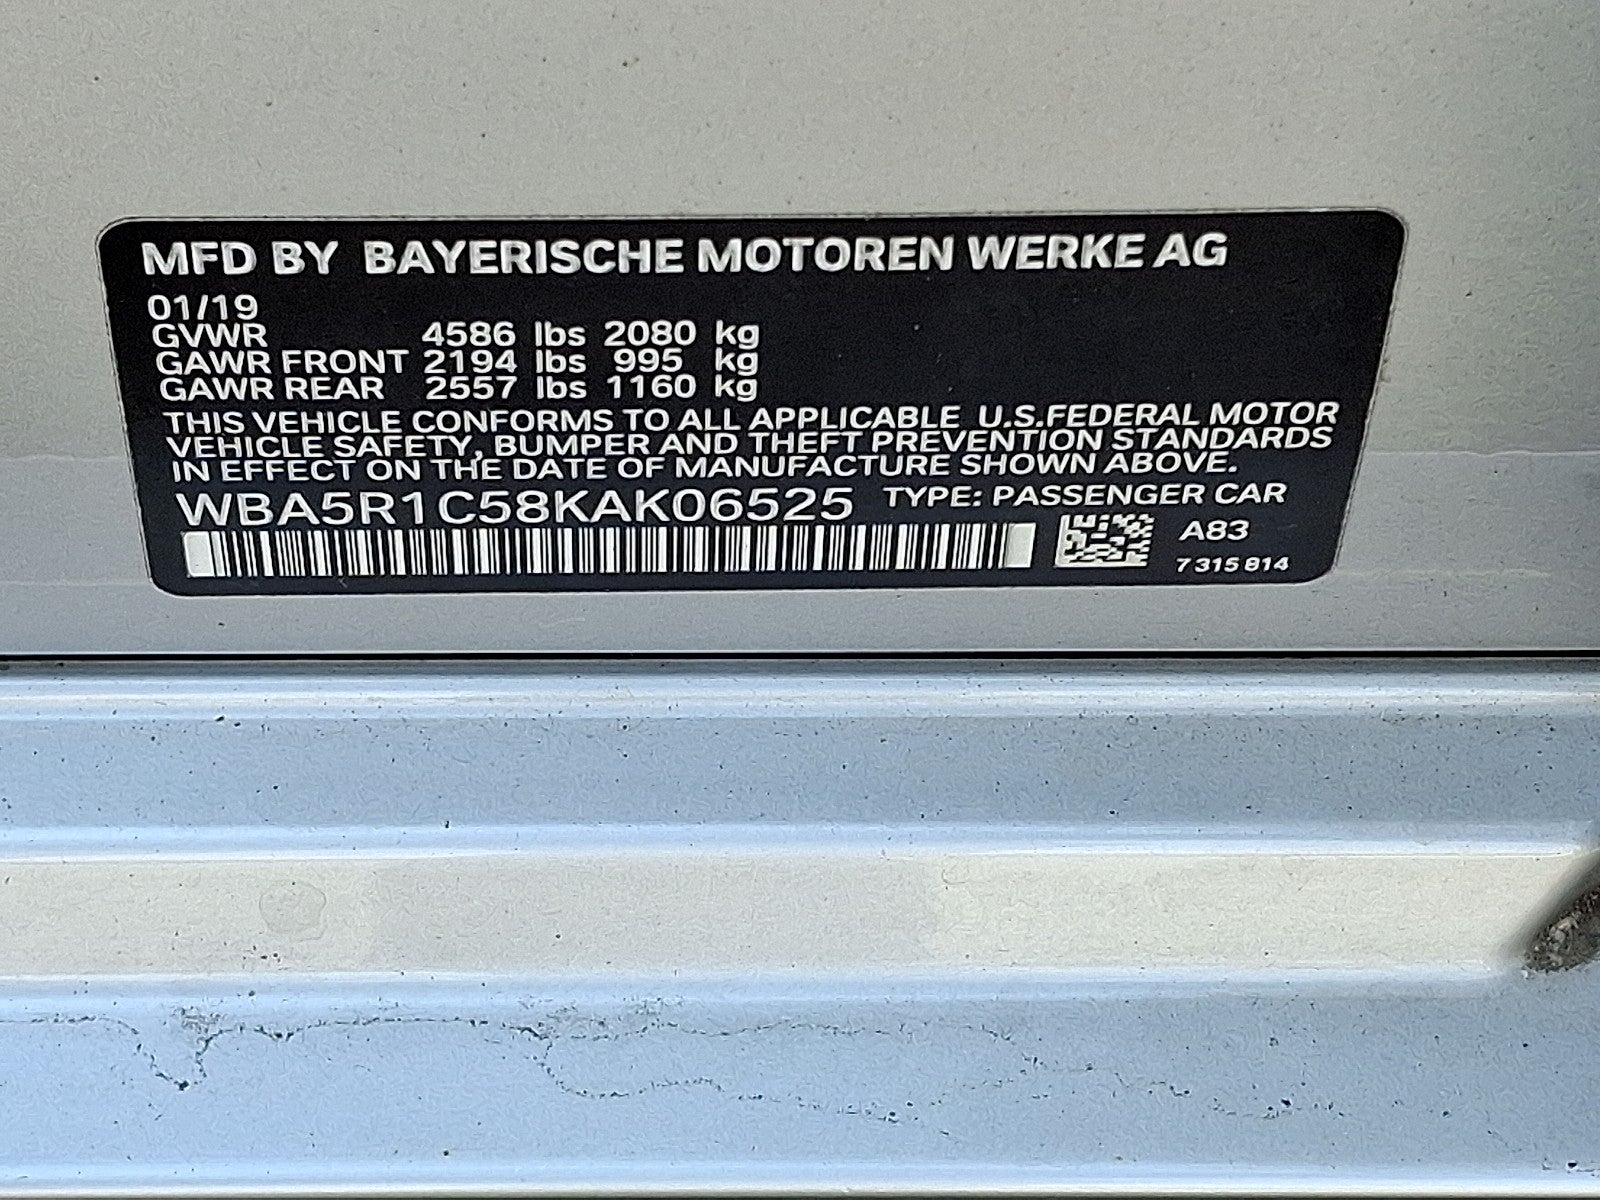 MFD BY BAYERISCHE MOTOREN WERKE AG
01/19
GVWR 4586 lbs 2080 kg
GAWR FRONT 2194 lbs 995 kg
GAWR REAR 2557 lbs 1160 kg
THIS VEHICLE CONFORMS TO ALL APPLICABLE U.S.FEDERAL MOTOR
VEHICLE SAFETY, BUMPER AND THEFT PREVENTION STANDARDS
IN EFFECT ON THE DATE OF MANUFACTURE SHOWN ABOVE.
WBA5R1C58KAK06525 TYPE: PASSENGER CAR
A83
7 315 814